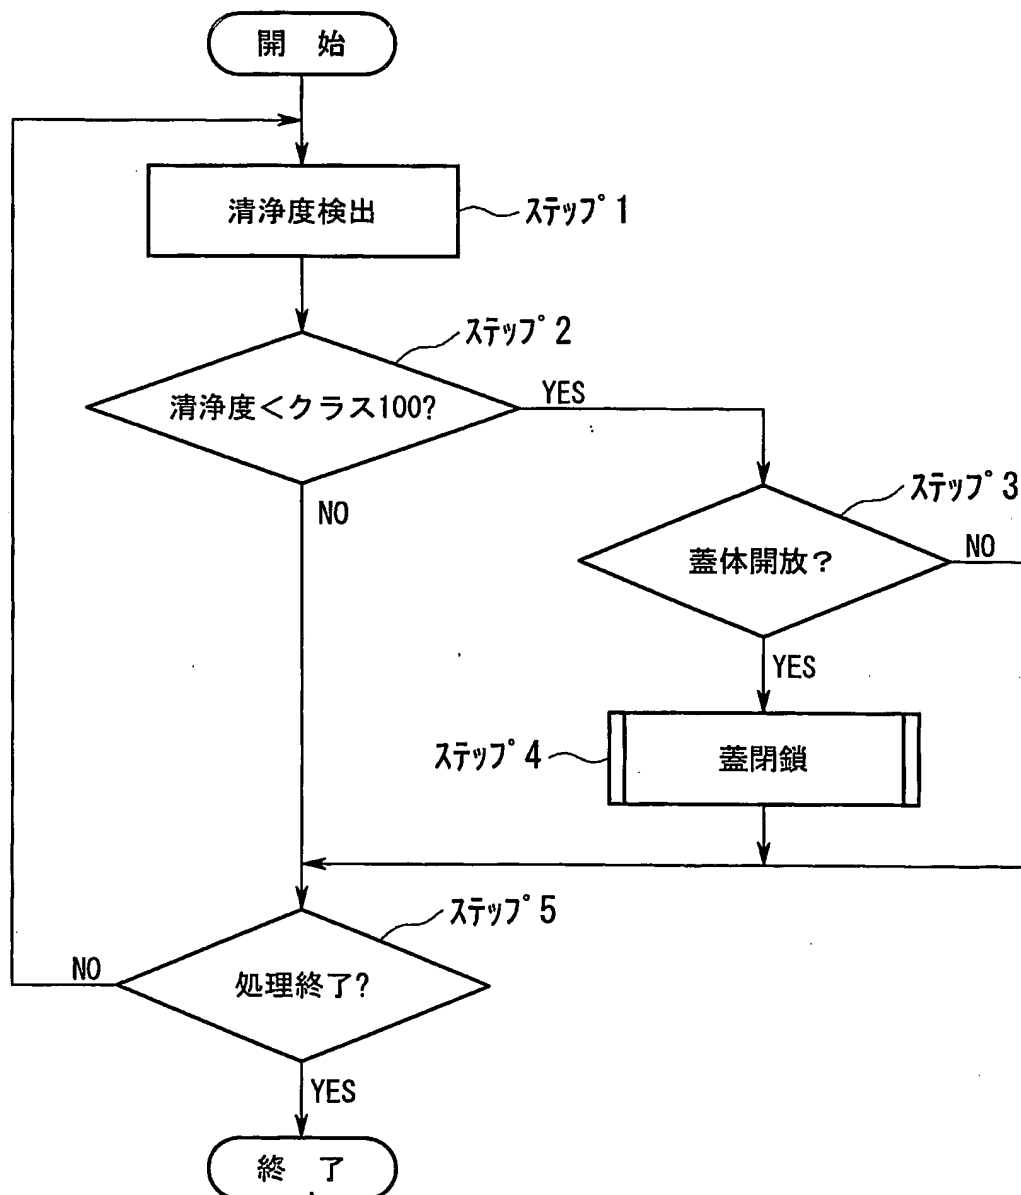 開 始
清浄度検出
ステップ 1
ステップ 2
清浄度<クラス100?
YES
NO
ステップ 3
蓋体開放?
NO
YES
ステップ 4
蓋閉鎖
ステップ 5
処理終了?
NO
YES
終 了